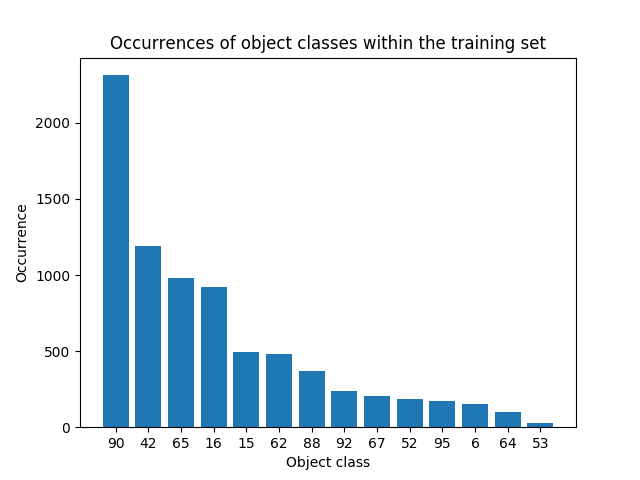 Occurrences of object classes within the training set
Occurrence
2000
1500
1000
500
0
90 42 65 16 15 62 88 92 67 52 95 6 64 53
Object class